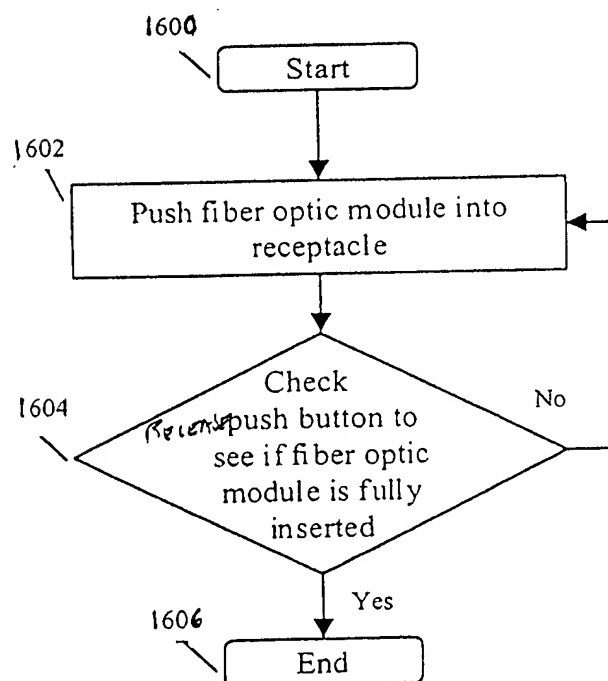 1600
Start
1602
Push fiber optic module into
receptacle
1604
Check
RELEASE push button to
see if fiber optic
module is fully
inserted
No
Yes
1606
End